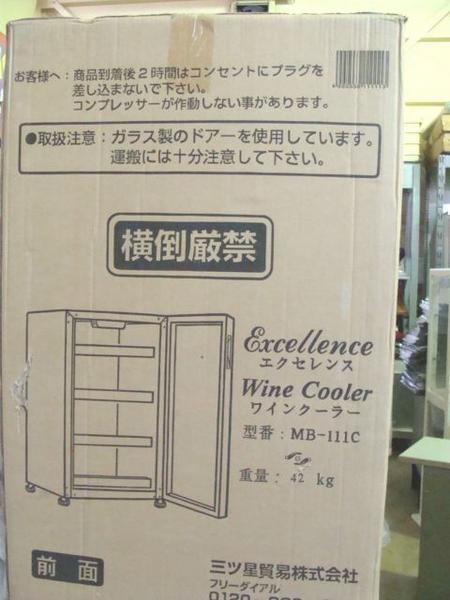 お客様へ：商品到着後2時間はコンセントにプラグを
差し込まないで下さい。
コンプレッサーが作動しない事があります。
●取扱注意：ガラス製のドアーを使用しています。
運搬には十分注意して下さい。
横倒厳禁
Excellence
エクセレンス
Wine Cooler
ワインクーラー
型番：MB-111C
重量：42 kg
前面
三ツ星貿易株式会社
フリーダイアル
0120-